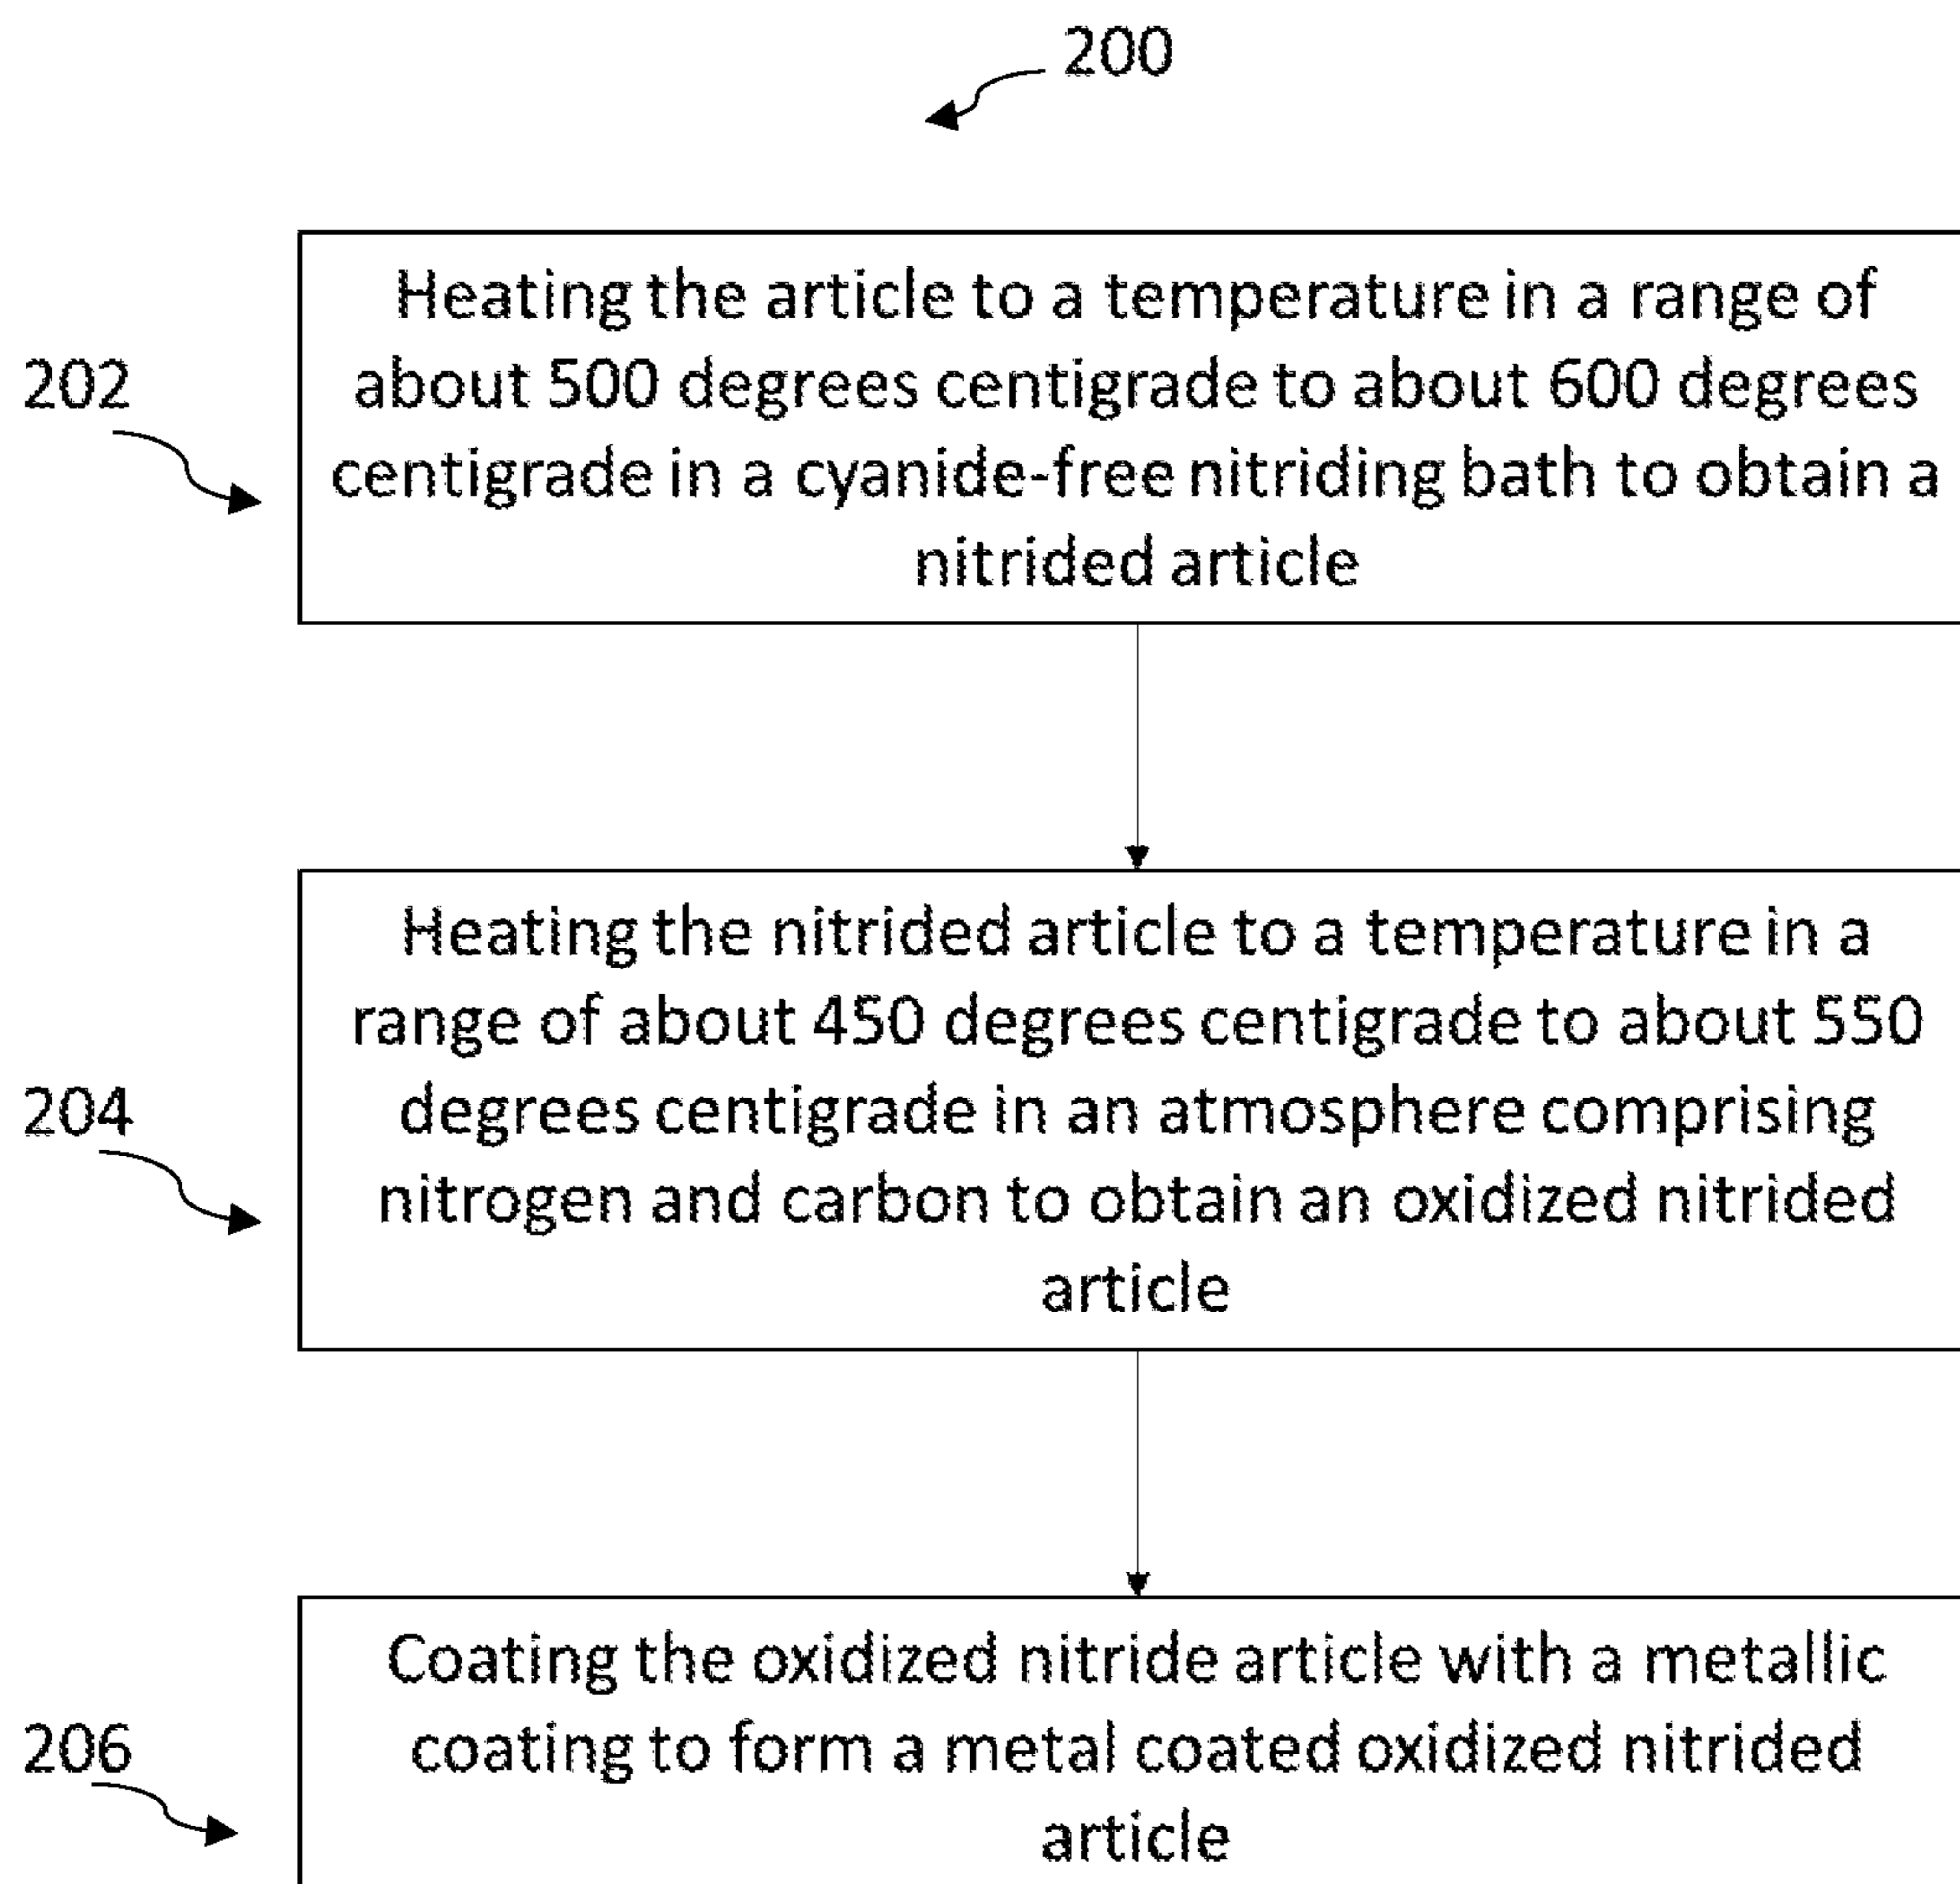 200
202
Heating the article to a temperature in a range of
about 500 degrees centigrade to about 600 degrees
centigrade in a cyanide-free nitriding bath to obtain a
nitrided article
204
Heating the nitrided article to a temperature in a
range of about 450 degrees centigrade to about 550
degrees centigrade in an atmosphere comprising
nitrogen and carbon to obtain an oxidized nitrided
article
206
Coating the oxidized nitride article with a metallic
coating to form a metal coated oxidized nitrided
article